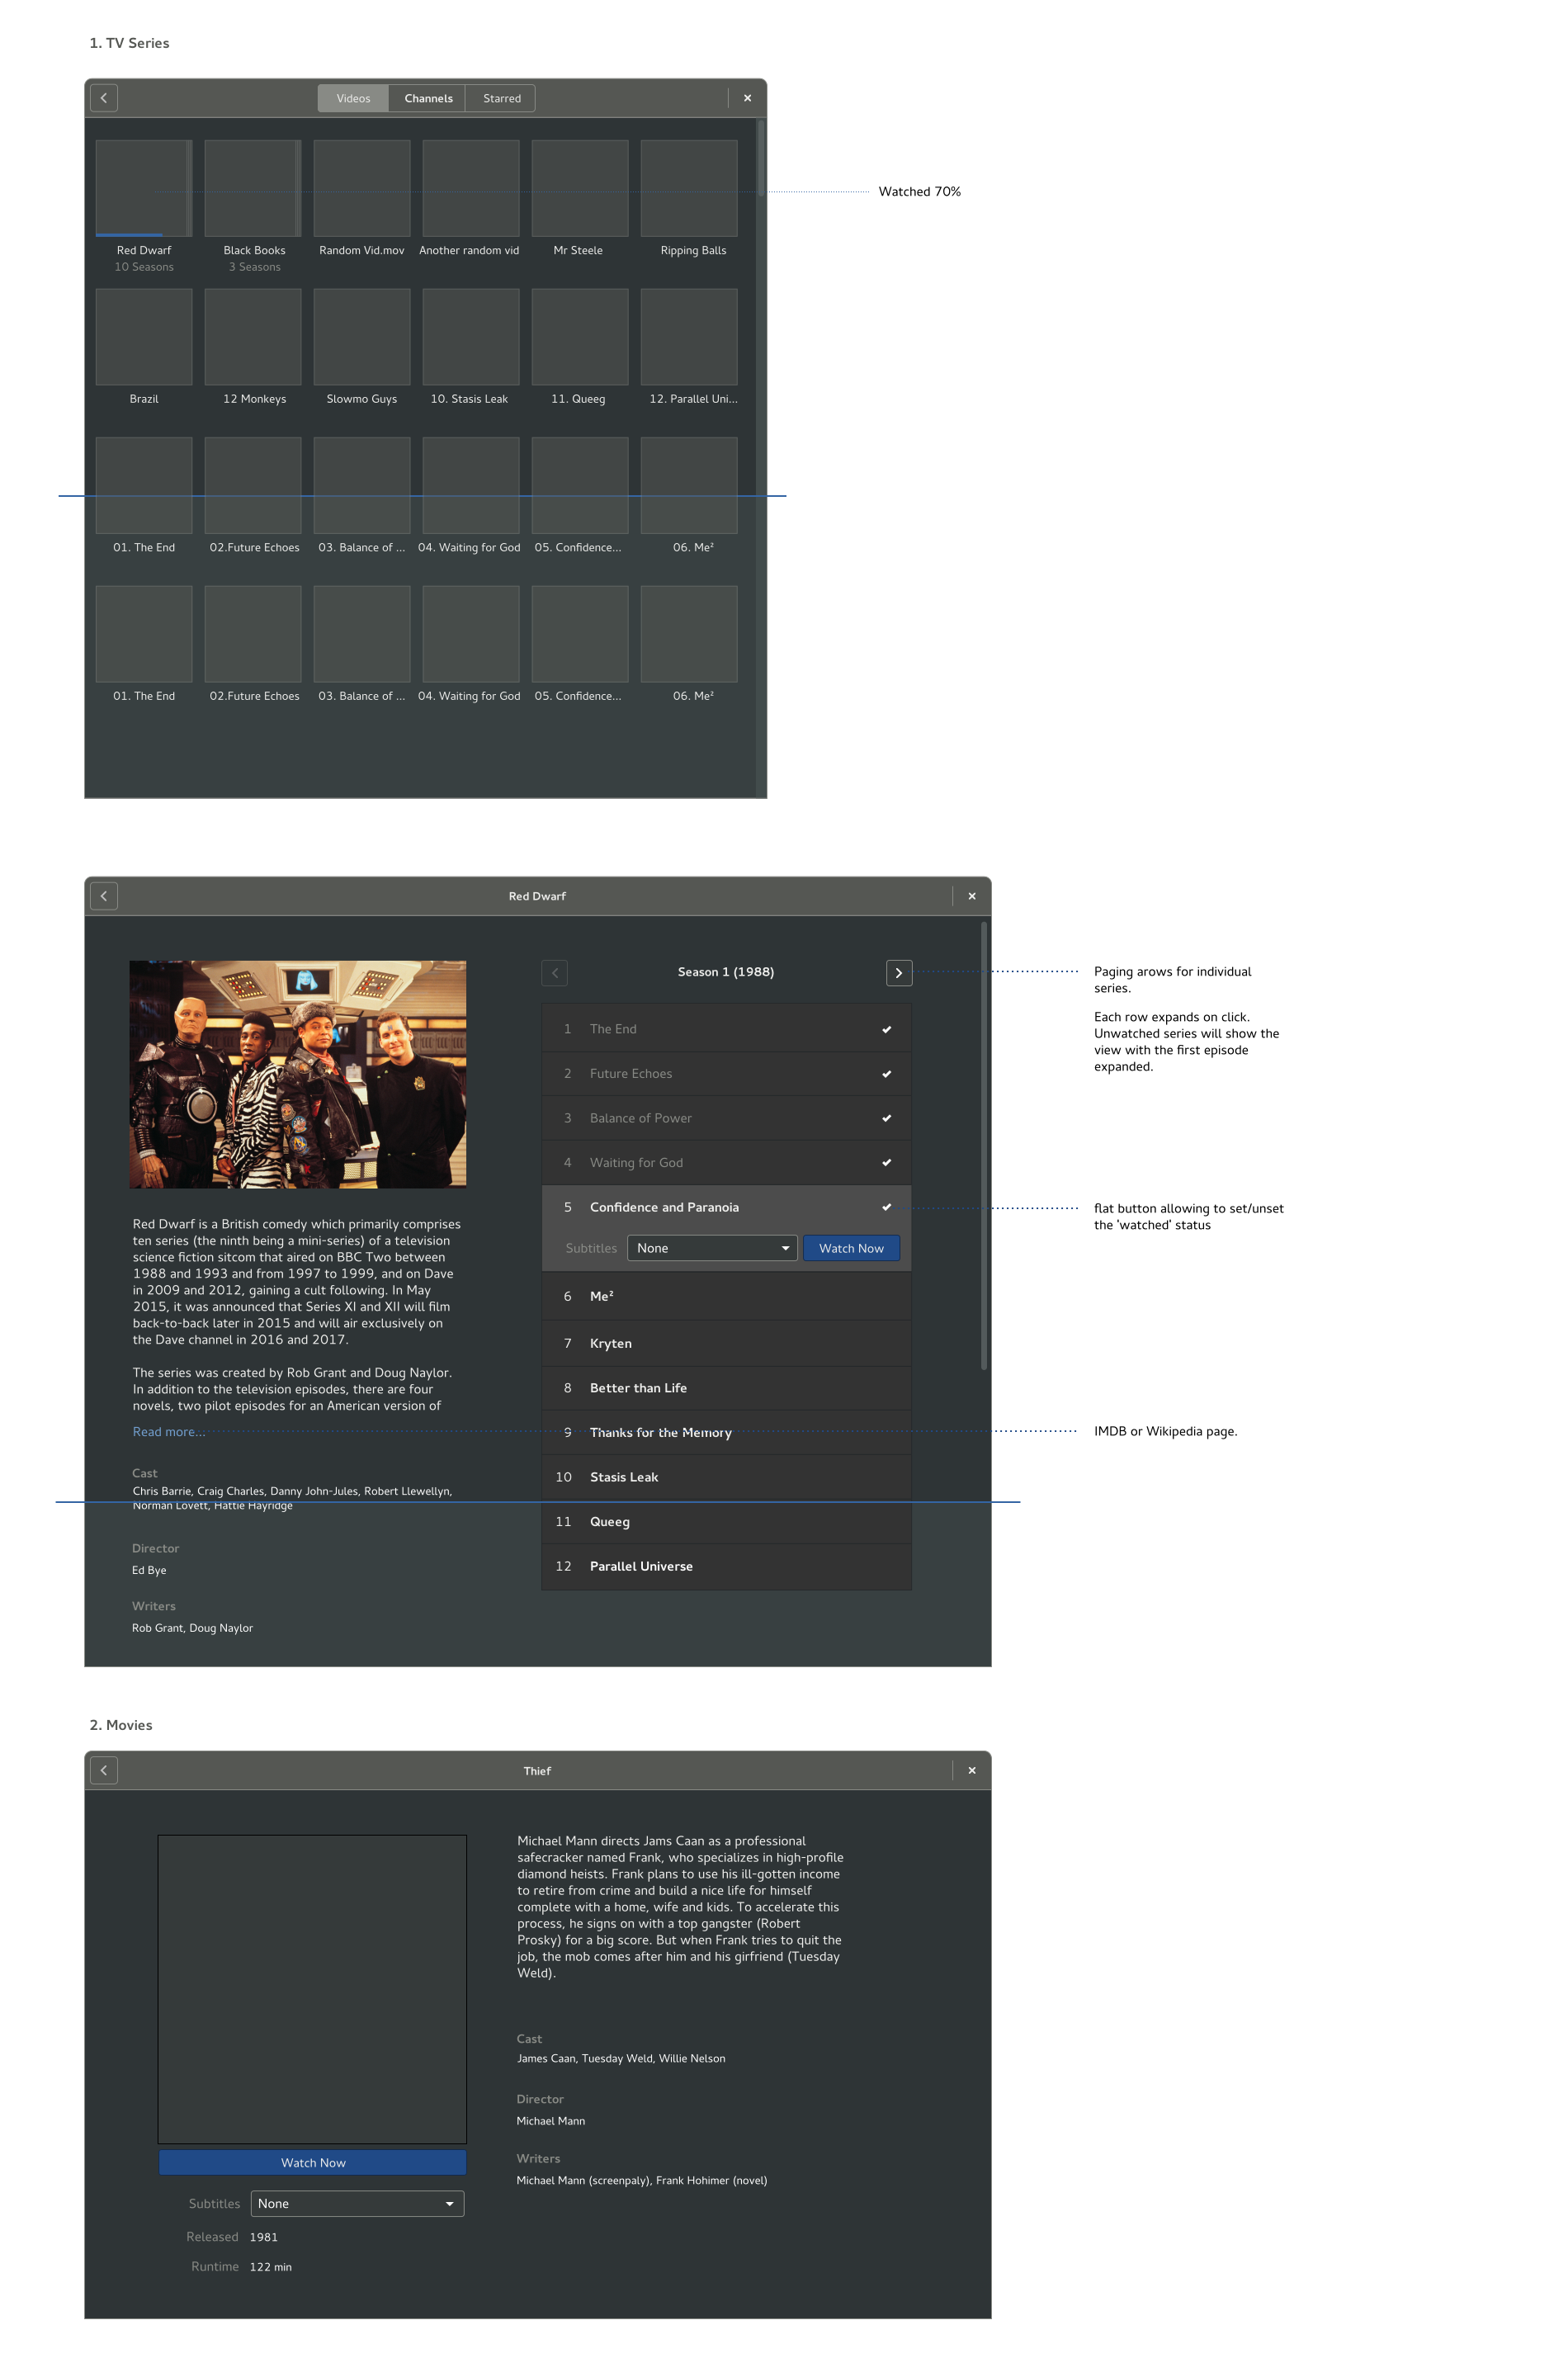 1. TV Series
Videos
Channels
Starred
Watched 70%
Red Dwarf
Black Books
Random Vid.mov
Another random vid
Mr Steele
Ripping Balls
10 Seasons
3 Seasons
Brazil
12 Monkeys
Slowmo Guys
10. Stasis Leak
11. Queeg
12. Parallel Uni...
01. The End
02.Future Echoes
03. Balance of ...
04. Waiting for God
05. Confidence...
06. Me²
01. The End
02.Future Echoes
03. Balance of ...
04. Waiting for God
05. Confidence...
06. Me²
Red Dwarf
Red Dwarf is a British comedy which primarily comprises
ten series (the ninth being a mini-series) of a television
science fiction sitcom that aired on BBC Two between
1988 and 1993 and from 1997 to 1999, and on Dave
in 2009 and 2012, gaining a cult following. In May
2015, it was announced that Series XI and XII will film
back-to-back later in 2015 and will air exclusively on
the Dave channel in 2016 and 2017.
The series was created by Rob Grant and Doug Naylor.
In addition to the television episodes, there are four
novels, two pilot episodes for an American version of
Read more...
Cast
Chris Barrie, Craig Charles, Danny John-Jules, Robert Llewellyn,
Norman Lovett, Hattie Hayridge
Director
Ed Bye
Writers
Rob Grant, Doug Naylor
Season 1 (1988)
1 The End
2 Future Echoes
3 Balance of Power
4 Waiting for God
5 Confidence and Paranoia
Subtitles None Watch Now
6 Me²
7 Kryten
8 Better than Life
9 Thanks for the Memory
10 Stasis Leak
11 Queeg
12 Parallel Universe
Paging arows for individual
series.
Each row expands on click.
Unwatched series will show the
view with the first episode
expanded.
flat button allowing to set/unset
the 'watched' status
IMDB or Wikipedia page.
2. Movies
Thief
Watch Now
Subtitles None
Released 1981
Runtime 122 min
Michael Mann directs Jams Caan as a professional
safecracker named Frank, who specializes in high-profile
diamond heists. Frank plans to use his ill-gotten income
to retire from crime and build a nice life for himself
complete with a home, wife and kids. To accelerate this
process, he signs on with a top gangster (Robert
Prosky) for a big score. But when Frank tries to quit the
job, the mob comes after him and his girfriend (Tuesday
Weld).
Cast
James Caan, Tuesday Weld, Willie Nelson
Director
Michael Mann
Writers
Michael Mann (screenpaly), Frank Hohimer (novel)